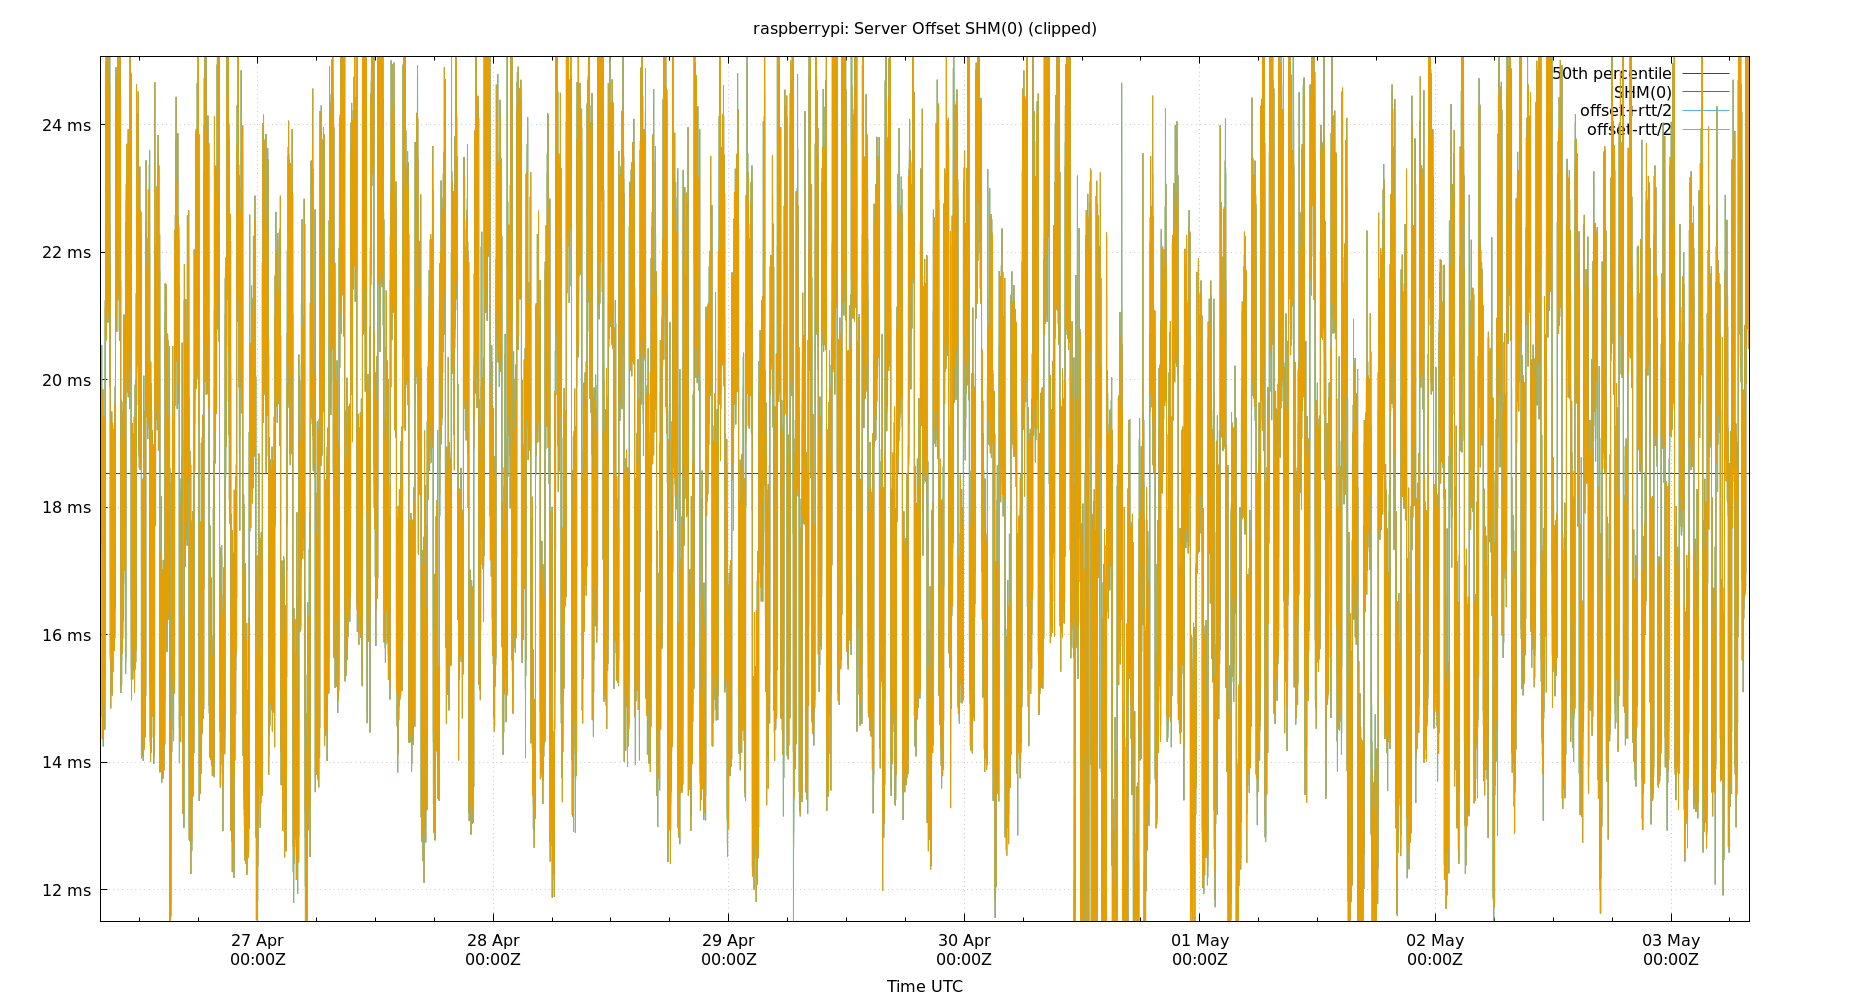 raspberrypi: Server Offset SHM(0) (clipped)
50th percentile
SHM(0)
offset+rtt/2
offset-rtt/2
24 ms
22 ms
20 ms
18 ms
16 ms
14 ms
12 ms
27 Apr 28 Apr 29 Apr 30 Apr 01 May 02 May 03 May
00:00Z 00:00Z 00:00Z 00:00Z 00:00Z 00:00Z 00:00Z
Time UTC